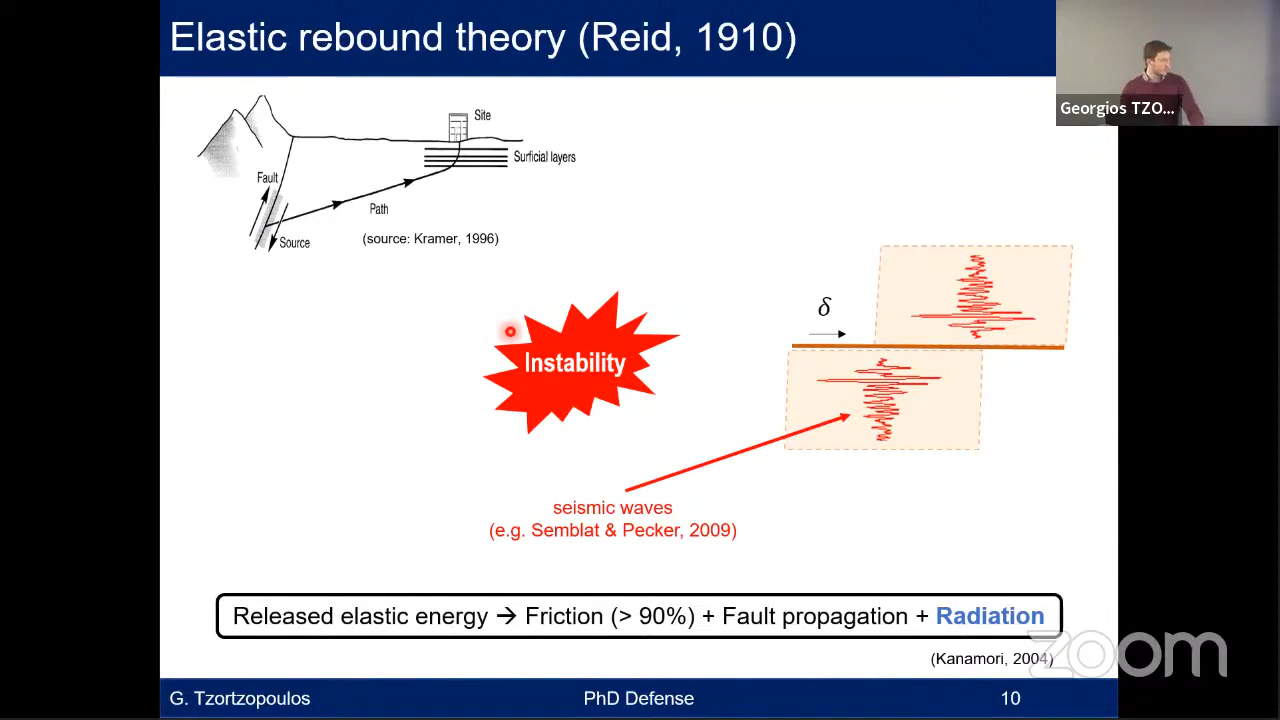 Elastic rebound theory (Reid, 1910)
Georgios TZO...
Site
Surficial layers
Fault
Path
Source
(source: Kramer, 1996)
δ
Instability
seismic waves
(e.g. Semblat & Pecker, 2009)
Released elastic energy → Friction (> 90%) + Fault propagation + Radiation
(Kanamori, 2004)
zoom
G. Tzortzopoulos
PhD Defense
10